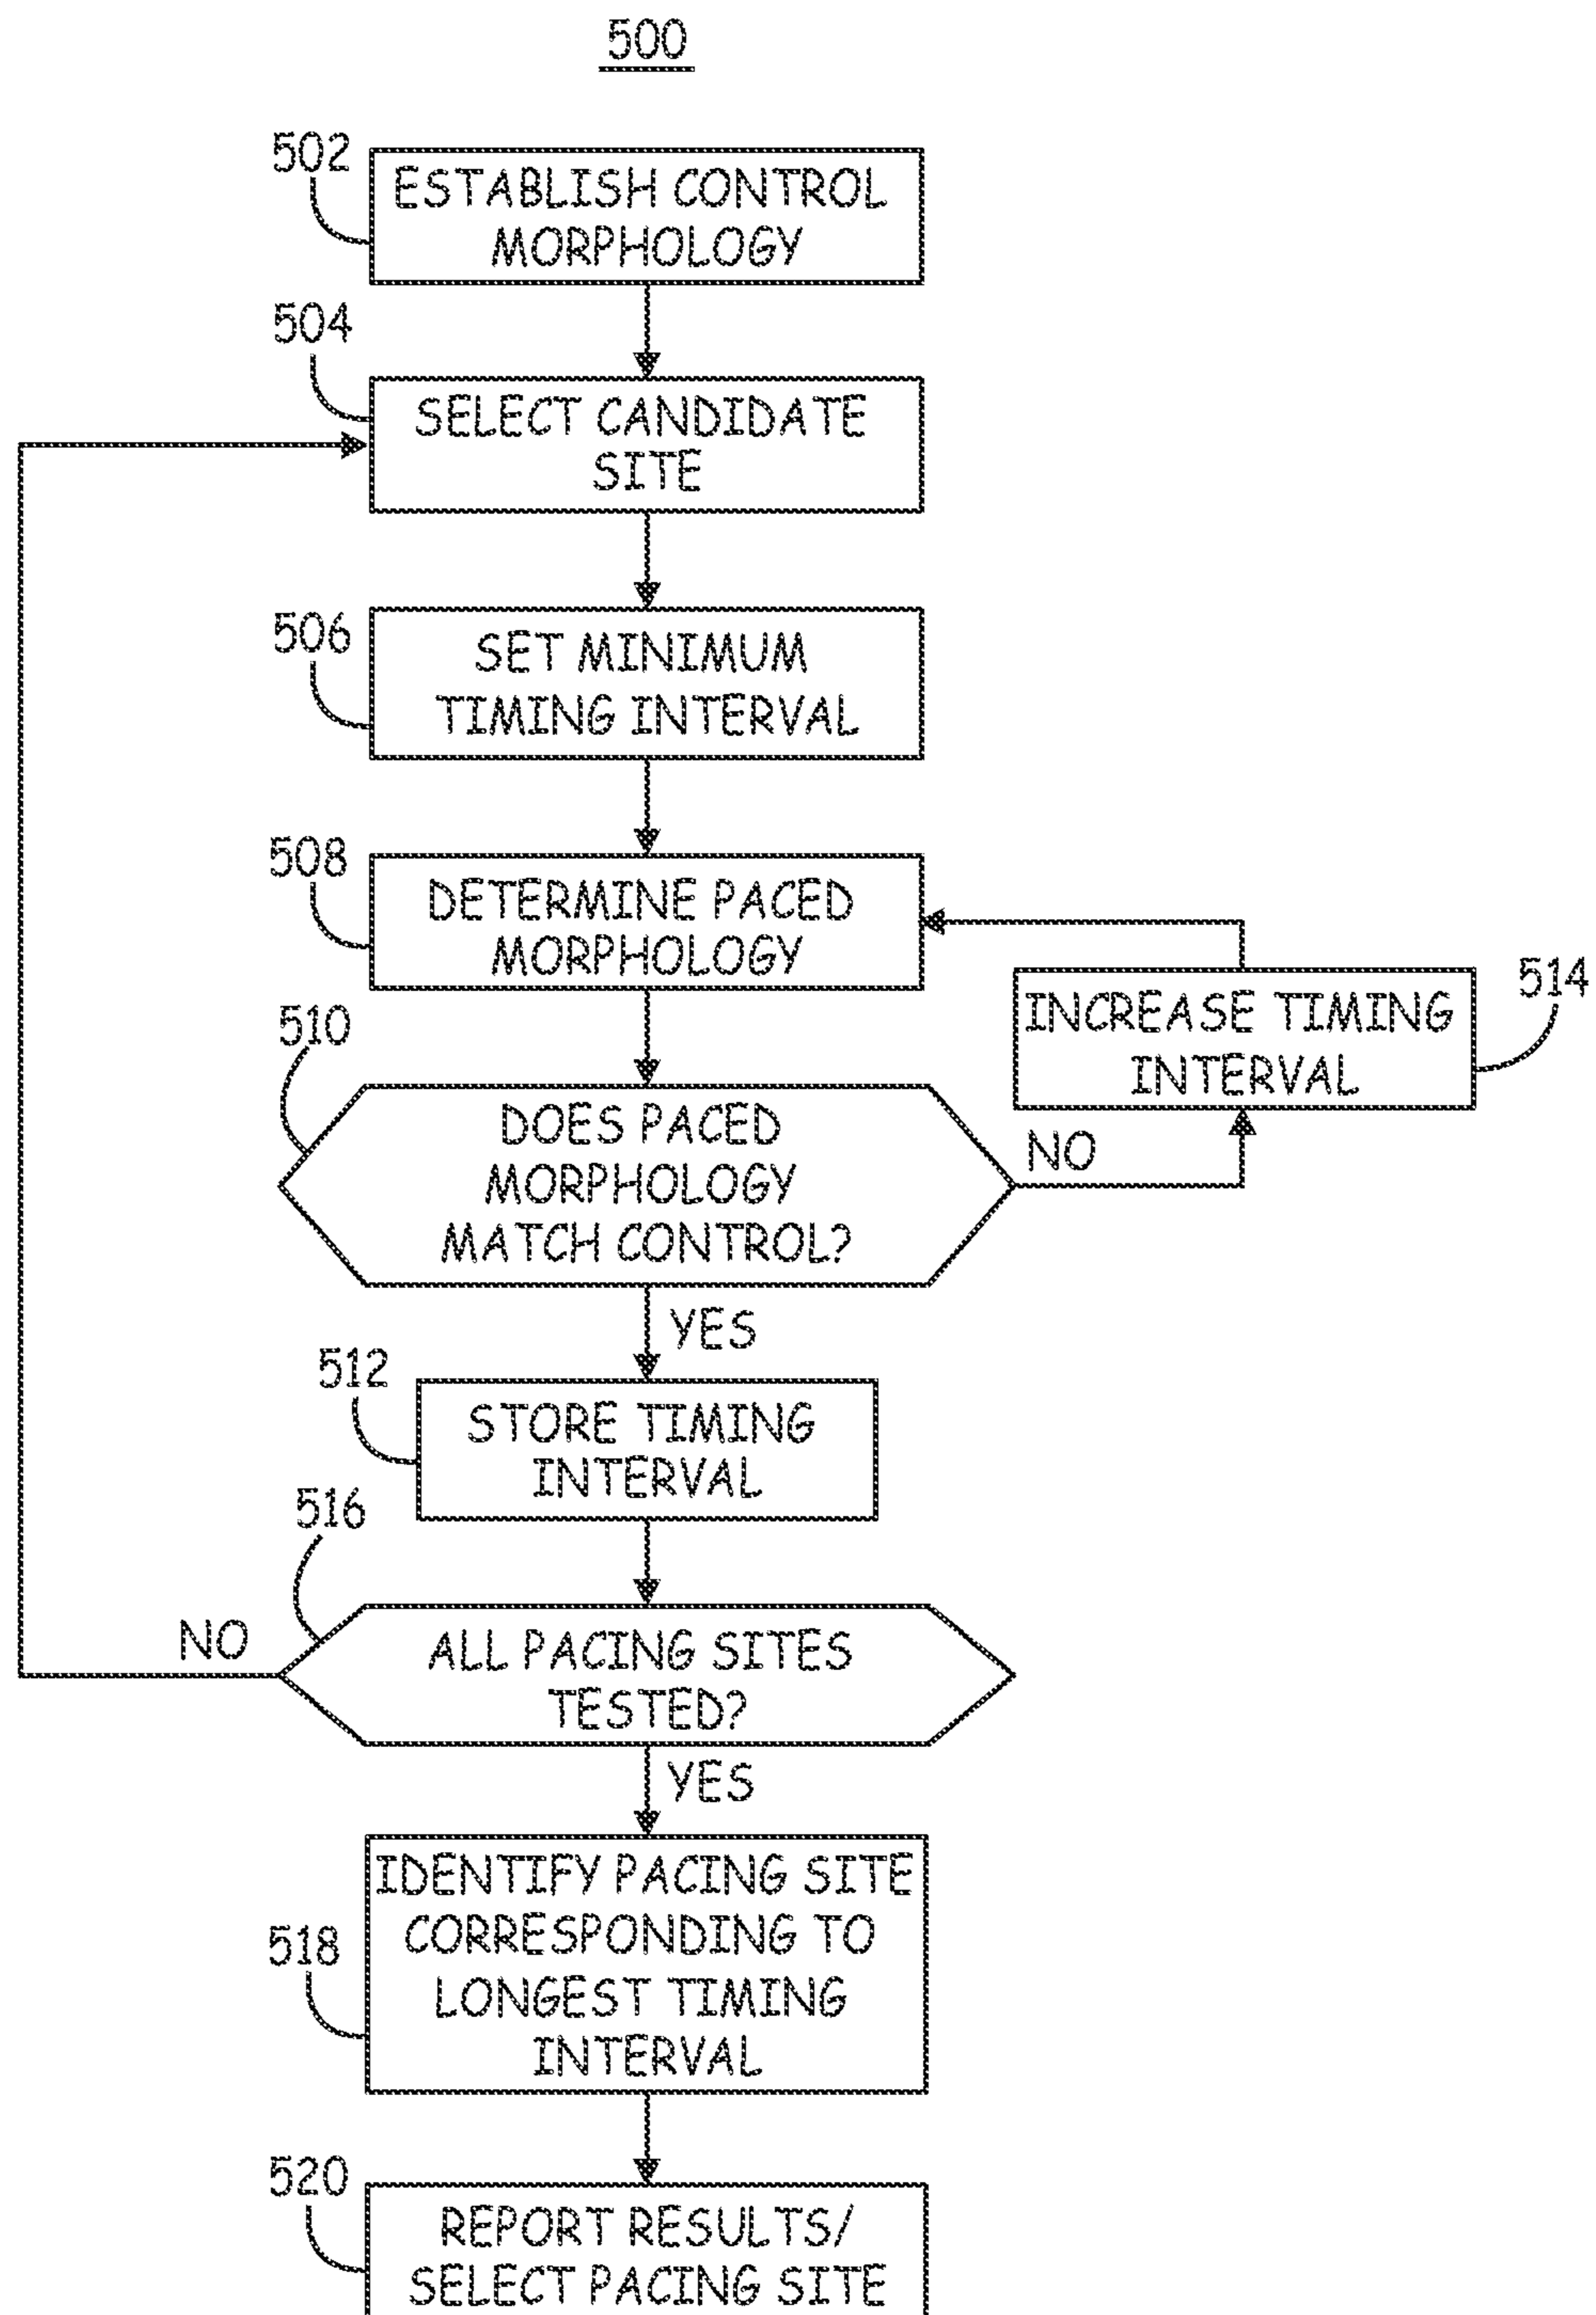 500
502
ESTABLISH CONTROL
MORPHOLOGY
504
SELECT CANDIDATE
SITE
506
SET MINIMUM
TIMING INTERVAL
508
DETERMINE PACED
MORPHOLOGY
514
INCREASE TIMING
INTERVAL
510
DOES PACED
MORPHOLOGY
MATCH CONTROL?
NO
YES
512
STORE TIMING
INTERVAL
516
NO
ALL PACING SITES
TESTED?
YES
518
IDENTIFY PACING SITE
CORRESPONDING TO
LONGEST TIMING
INTERVAL
520
REPORT RESULTS/
SELECT PACING SITE